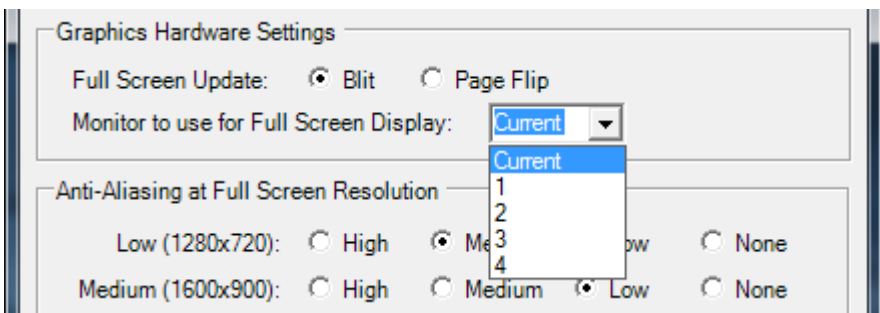 Graphics Hardware Settings
Full Screen Update: Blit Page Flip
Monitor to use for Full Screen Display: Current
Current
1
2
3
4
Anti-Aliasing at Full Screen Resolution
Low (1280x720): High Me ow None
Medium (1600x900): High Medium Low None